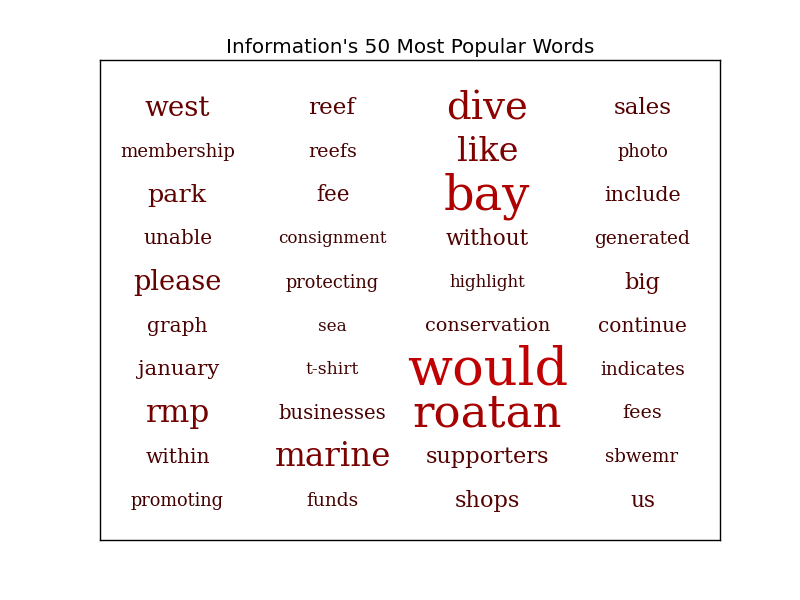 Information's 50 Most Popular Words
west reef dive sales
membership reefs like photo
park fee bay include
unable consignment without generated
please protecting highlight big
graph sea conservation continue
january t-shirt would indicates
rmp businesses roatan fees
within marine supporters sbwemr
promoting funds shops us